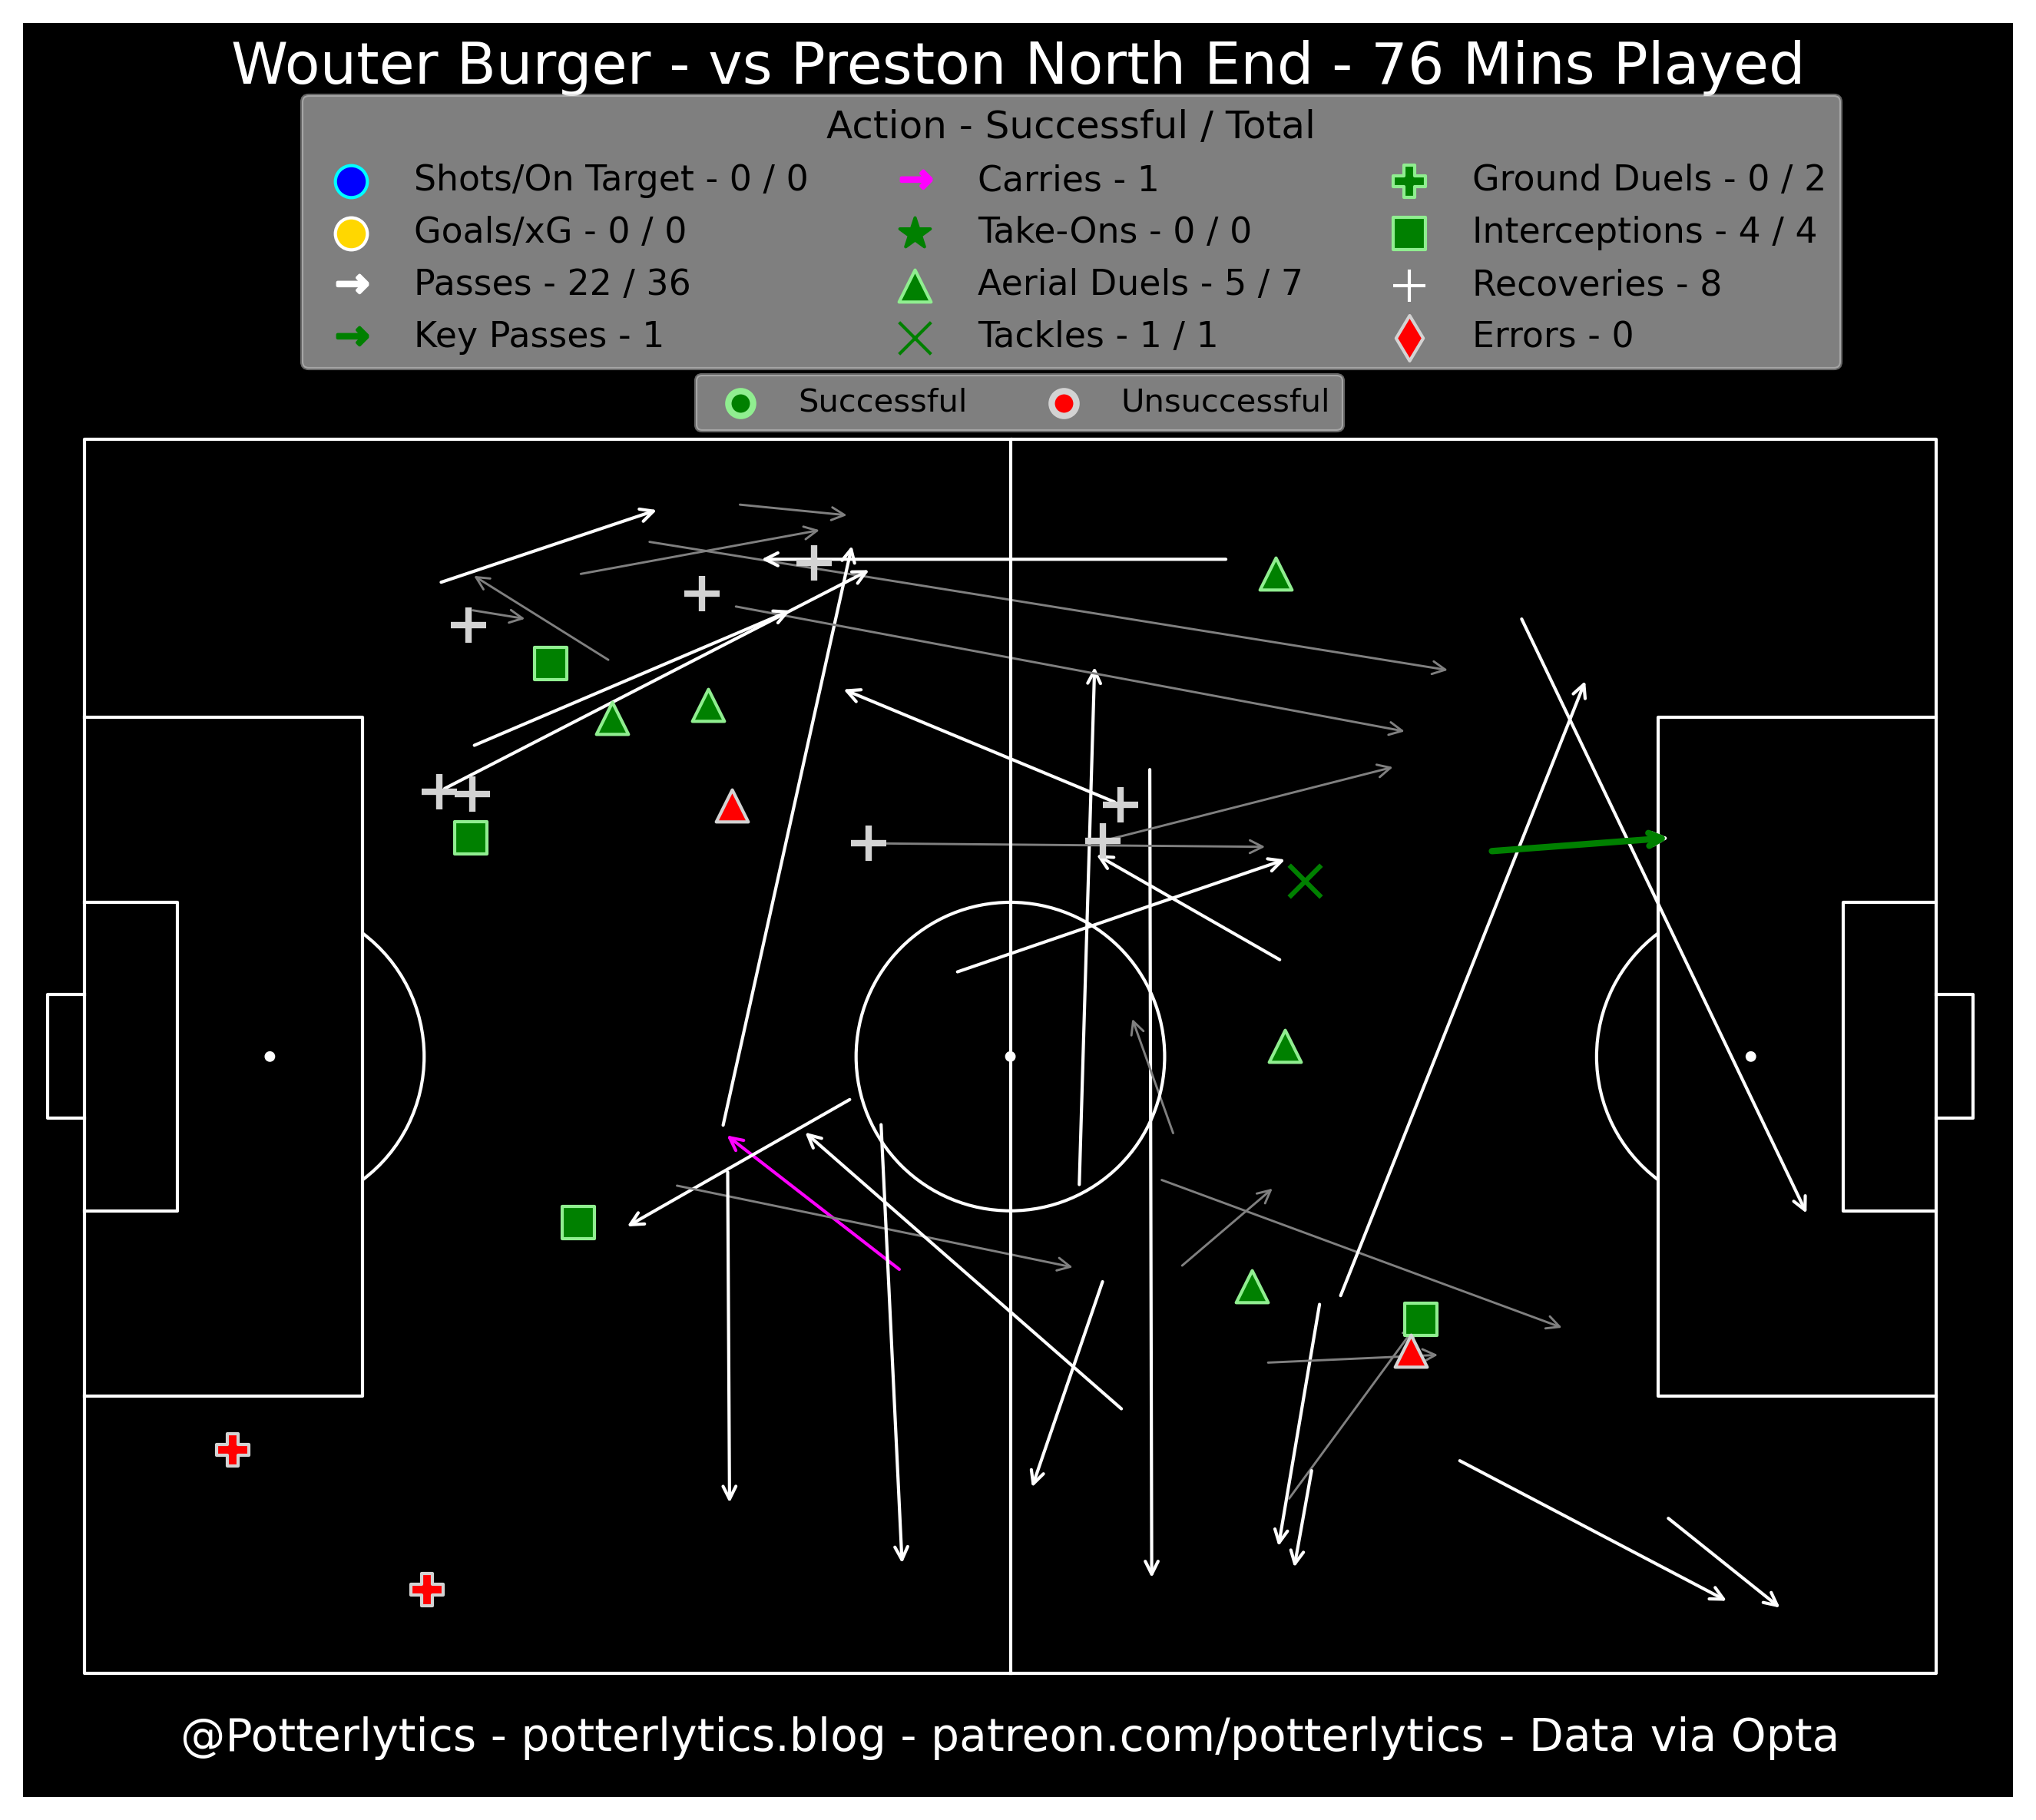 Wouter Burger - vs Preston North End - 76 Mins Played
Action - Successful / Total
Shots/On Target - 0 / 0
Goals/xG - 0 / 0
Passes - 22 / 36
Key Passes - 1
Carries - 1
Take-Ons - 0 / 0
Aerial Duels - 5 / 7
Tackles - 1 / 1
Ground Duels - 0 / 2
Interceptions - 4 / 4
Recoveries - 8
Errors - 0
Successful
Unsuccessful
@Potterlytics - potterlytics.blog - patreon.com/potterlytics - Data via Opta